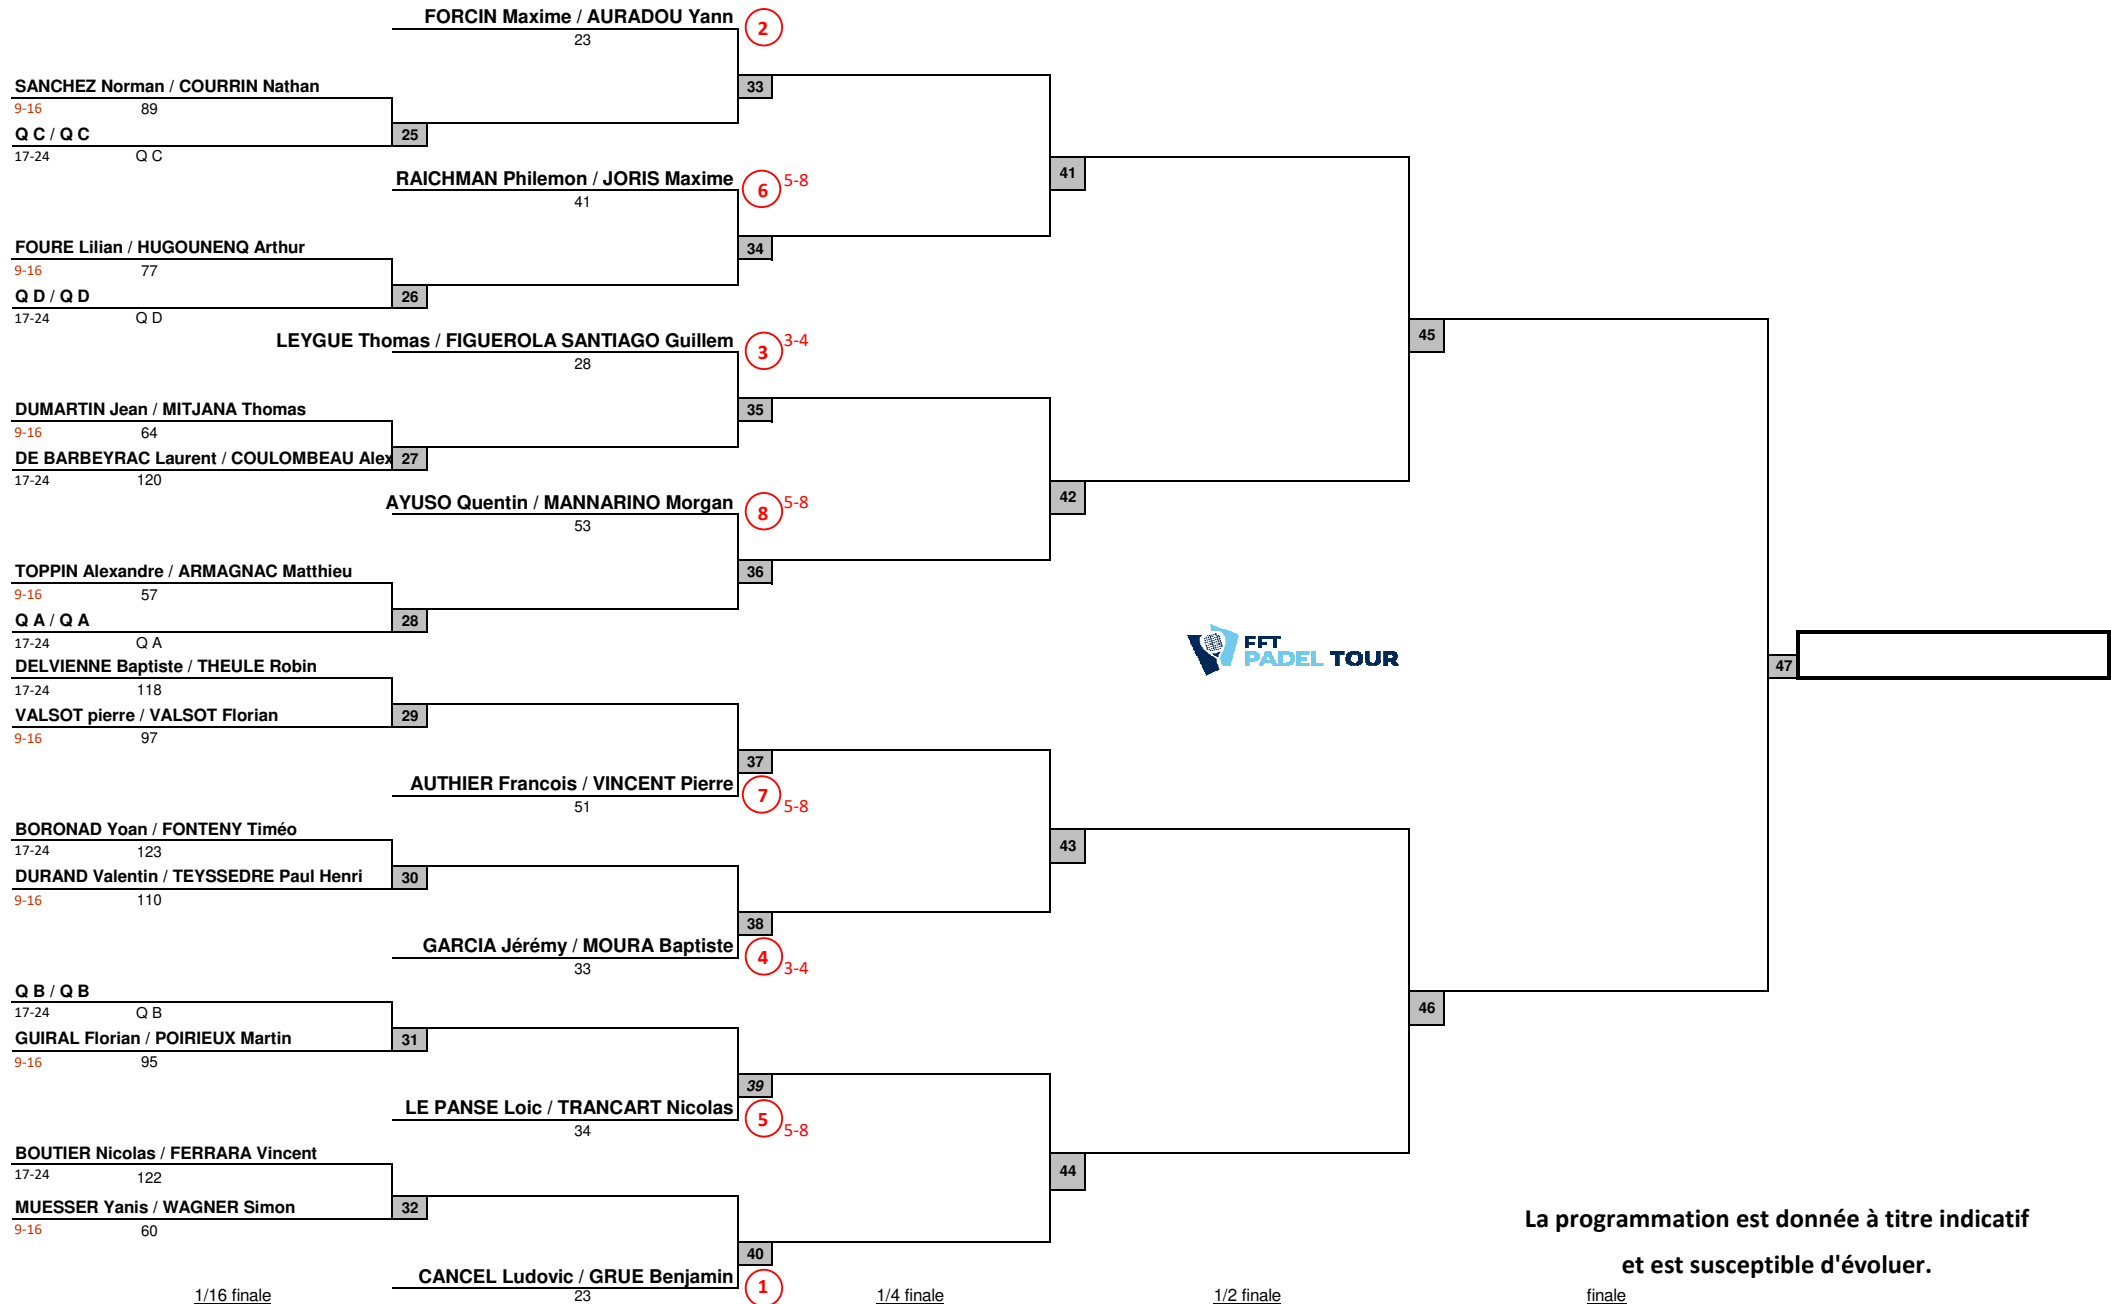 FORCIN Maxime / AURADOU Yann
2
23
33
SANCHEZ Norman / COURRIN Nathan
9-16 89
Q C / Q C
25
17-24 Q C
RAICHMAN Philemon / JORIS Maxime
6 5-8
41
41
FOURE Lilian / HUGOUNENQ Arthur
34
9-16 77
Q D / Q D
26
17-24 Q D
LEYGUE Thomas / FIGUEROLA SANTIAGO Guillem
3 3-4
45
28
DUMARTIN Jean / MITJANA Thomas
35
9-16 64
DE BARBEYRAC Laurent / COULOMBEAU Alex
27
17-24 120
AYUSO Quentin / MANNARINO Morgan
8 5-8
42
53
TOPPIN Alexandre / ARMAGNAC Matthieu
36
9-16 57
Q A / Q A
28
17-24 Q A
FFT
PADEL TOUR
47
DELVIENNE Baptiste / THEULE Robin
17-24 118
VALSOT pierre / VALSOT Florian
29
9-16 97
37
AUTHIER Francois / VINCENT Pierre
7 5-8
51
BORONAD Yoan / FONTENY Timéo
17-24 123
43
DURAND Valentin / TEYSSEDRE Paul Henri
30
9-16 110
38
GARCIA Jérémy / MOURA Baptiste
4 3-4
33
Q B / Q B
17-24 Q B
46
GUIRAL Florian / POIRIEUX Martin
31
9-16 95
39
LE PANSE Loic / TRANCART Nicolas
5 5-8
34
BOUTIER Nicolas / FERRARA Vincent
17-24 122
44
MUESSER Yanis / WAGNER Simon
32
9-16 60
La programmation est donnée à titre indicatif
et est susceptible d'évoluer.
40
CANCEL Ludovic / GRUE Benjamin
1
23
1/16 finale 1/4 finale 1/2 finale finale